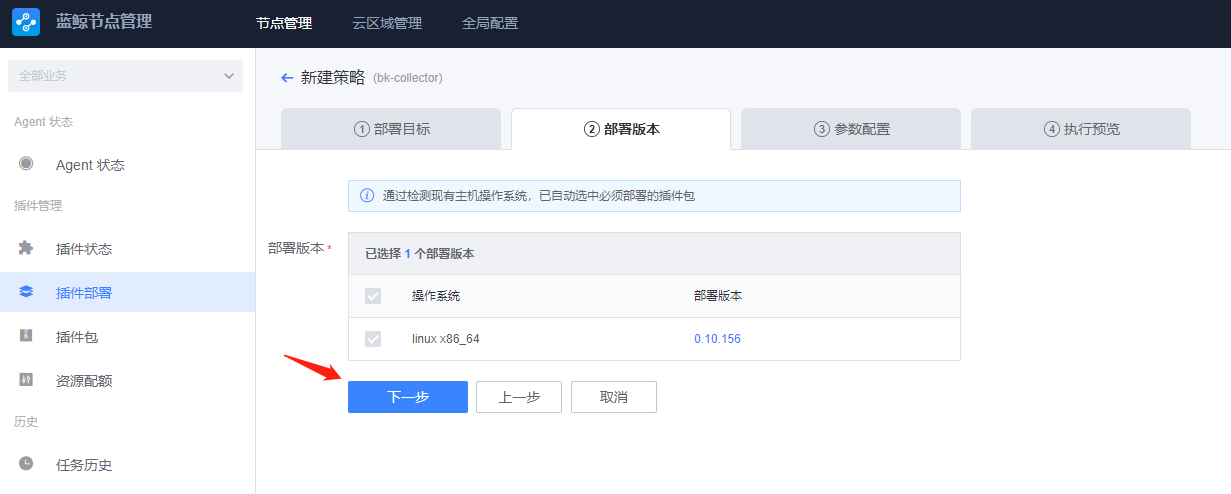 蓝鲸节点管理
节点管理 云区域管理 全局配置
全部业务
Agent 状态
Agent 状态
插件管理
插件状态
插件部署
插件包
资源配额
历史
任务历史
新建策略 (bk-collector)
1 部署目标
2 部署版本
3 参数配置
4 执行预览
通过检测现有主机操作系统，已自动选中必须部署的插件包
部署版本 *
已选择 1 个部署版本
操作系统 部署版本
linux x86_64 0.10.156
下一步 上一步 取消